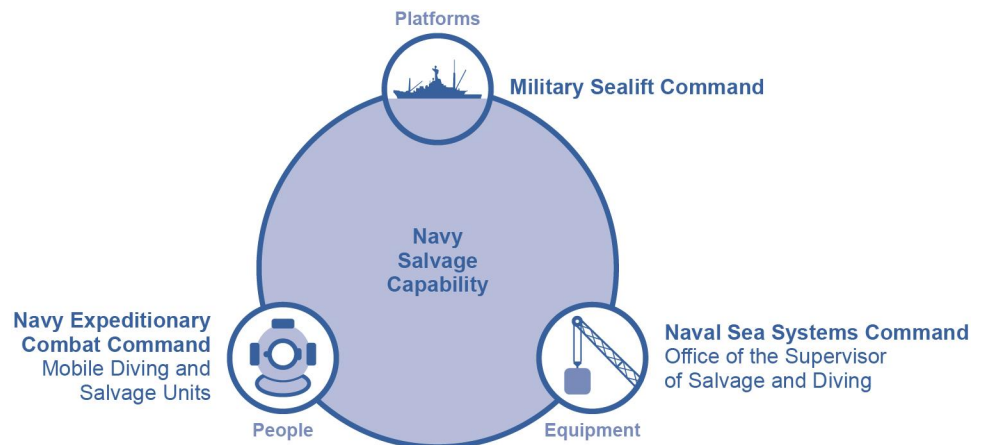 Platforms
Military Sealift Command
Navy
Salvage
Capability
Navy Expeditionary
Combat Command
Mobile Diving and
Salvage Units
People
Naval Sea Systems Command
Office of the Supervisor
of Salvage and Diving
Equipment